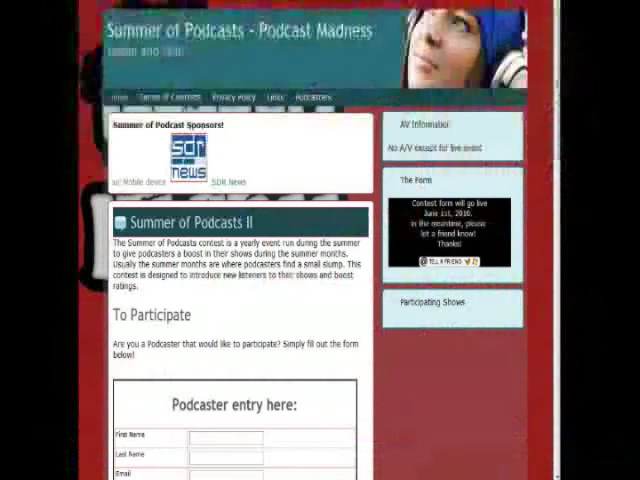 Summer of Podcasts - Podcast Madness
Home Terms of Contests Privacy Policy Links Podcasters
Summer of Podcast Sponsors!
sdr
news
Mobile device SDR News
Summer of Podcasts II
The Summer of Podcasts contest is a yearly event run during the summer
to give podcasters a boost in their shows during the summer months.
Usually the summer months are where podcasters find a small slump. This
contest is designed to introduce new listeners to their shows and boost
ratings.
To Participate
Are you a Podcaster that would like to participate? Simply fill out the form
below!
Podcaster entry here:
First Name
Last Name
Email
AV Information
No A/V except for live event
The Form
Contest form will go live
June 1st, 2010.
in the meantime, please
let a friend know!
Thanks!
TELL A FRIEND
Participating Shows